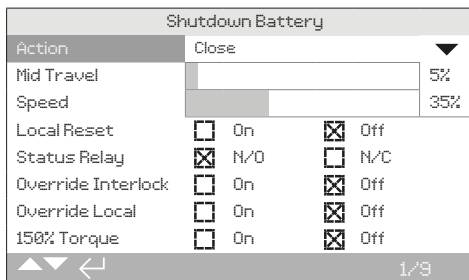 Shutdown Battery
Action Close
Mid Travel 5%
Speed 35%
Local Reset On Off
Status Relay N/O N/C
Override Interlock On Off
Override Local On Off
150% Torque On Off
1/9